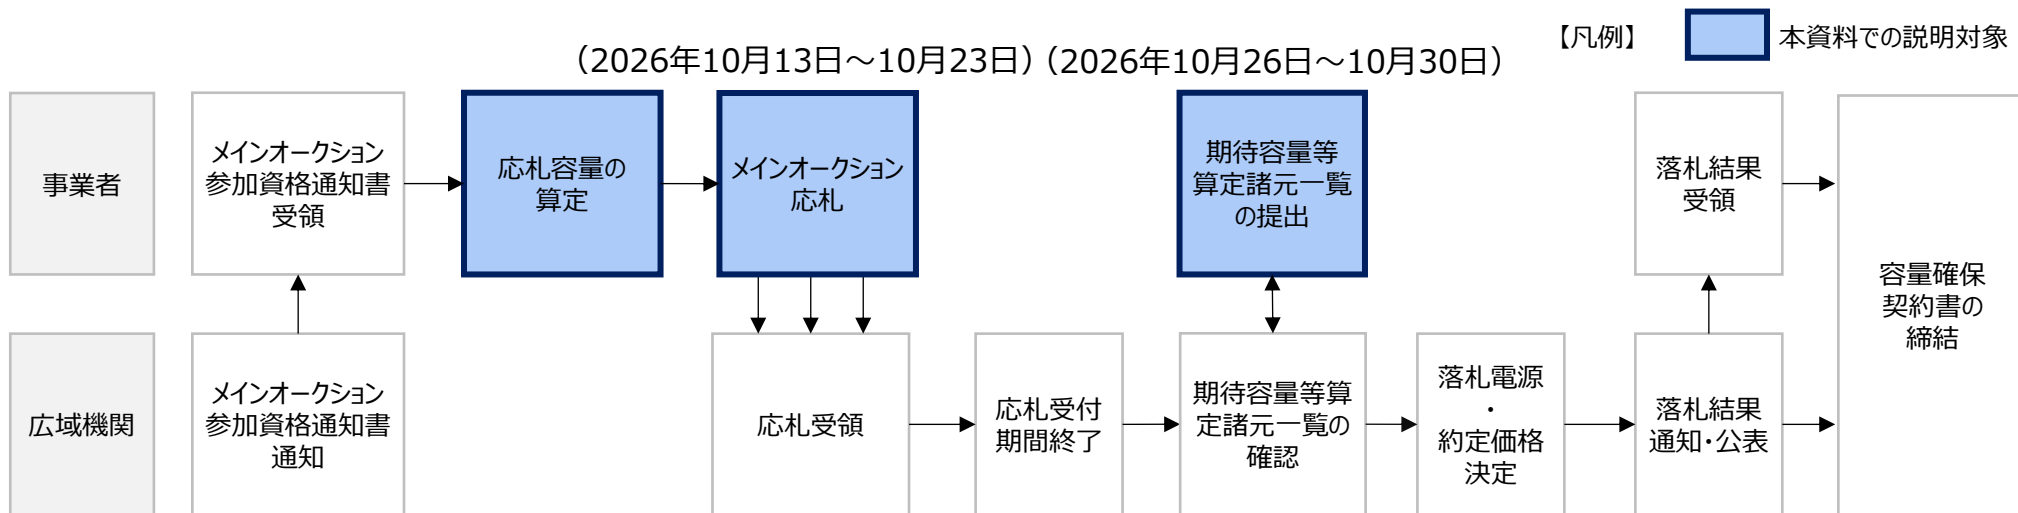 【凡例】
本資料での説明対象
（2026年10月13日～10月23日）
（2026年10月26日～10月30日）
事業者
メインオークション
参加資格通知書
受領
応札容量の
算定
メインオークション
応札
期待容量等
算定諸元一覧
の提出
落札結果
受領
容量確保
契約書の
締結
広域機関
メインオークション
参加資格通知書
通知
応札受領
応札受付
期間終了
期待容量等算
定諸元一覧の
確認
落札電源
・
約定価格
決定
落札結果
通知・公表